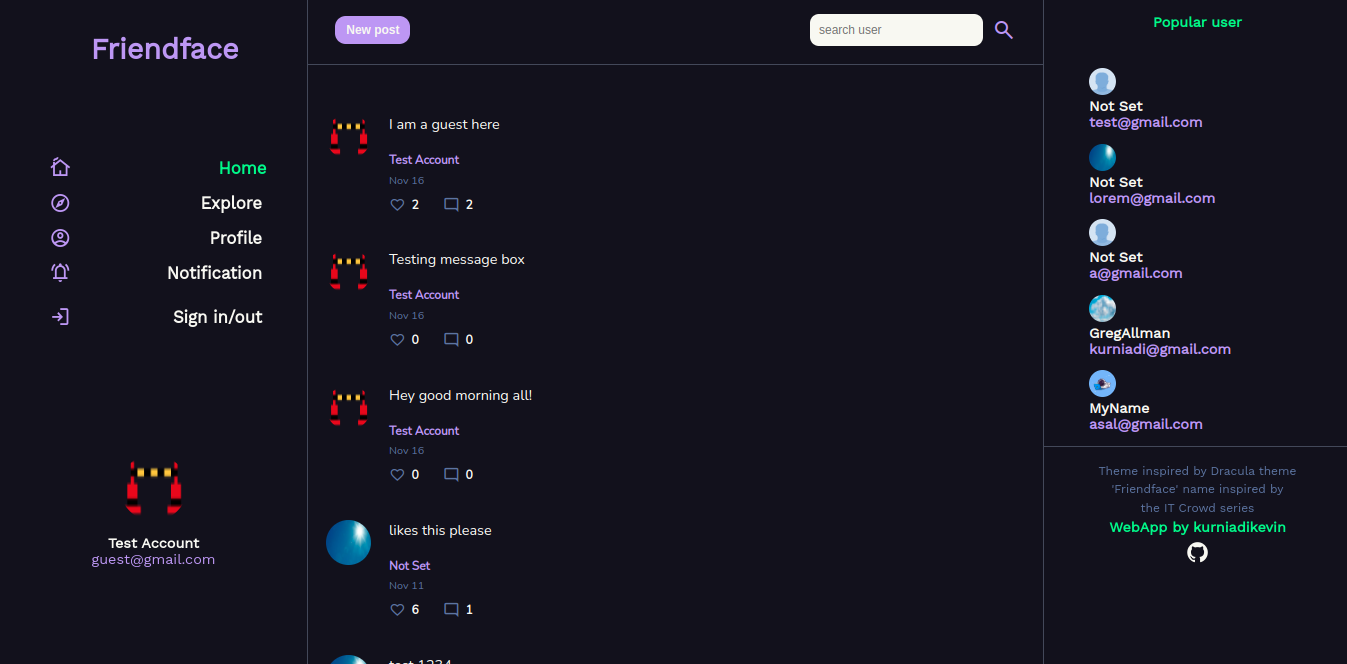 Friendface
Home
Explore
Profile
Notification
Sign in/out
Test Account
guest@gmail.com
New post
search user
I am a guest here
Test Account
Nov 16
2 2
Testing message box
Test Account
Nov 16
0 0
Hey good morning all!
Test Account
Nov 16
0 0
likes this please
Not Set
Nov 11
6 1
test 1234
Popular user
Not Set
test@gmail.com
Not Set
lorem@gmail.com
Not Set
a@gmail.com
GregAllman
kurniadi@gmail.com
MyName
asal@gmail.com
Theme inspired by Dracula theme
'Friendface' name inspired by
the IT Crowd series
WebApp by kurniadikevin